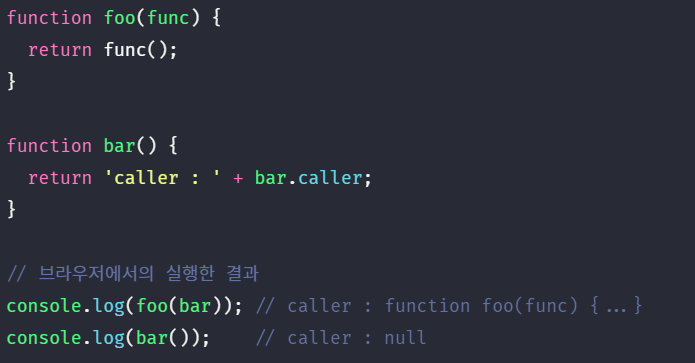 function foo(func) {
  return func();
}

function bar() {
  return 'caller : ' + bar.caller;
}

// 브라우저에서의 실행한 결과
console.log(foo(bar)); // caller : function foo(func) {...}
console.log(bar());    // caller : null